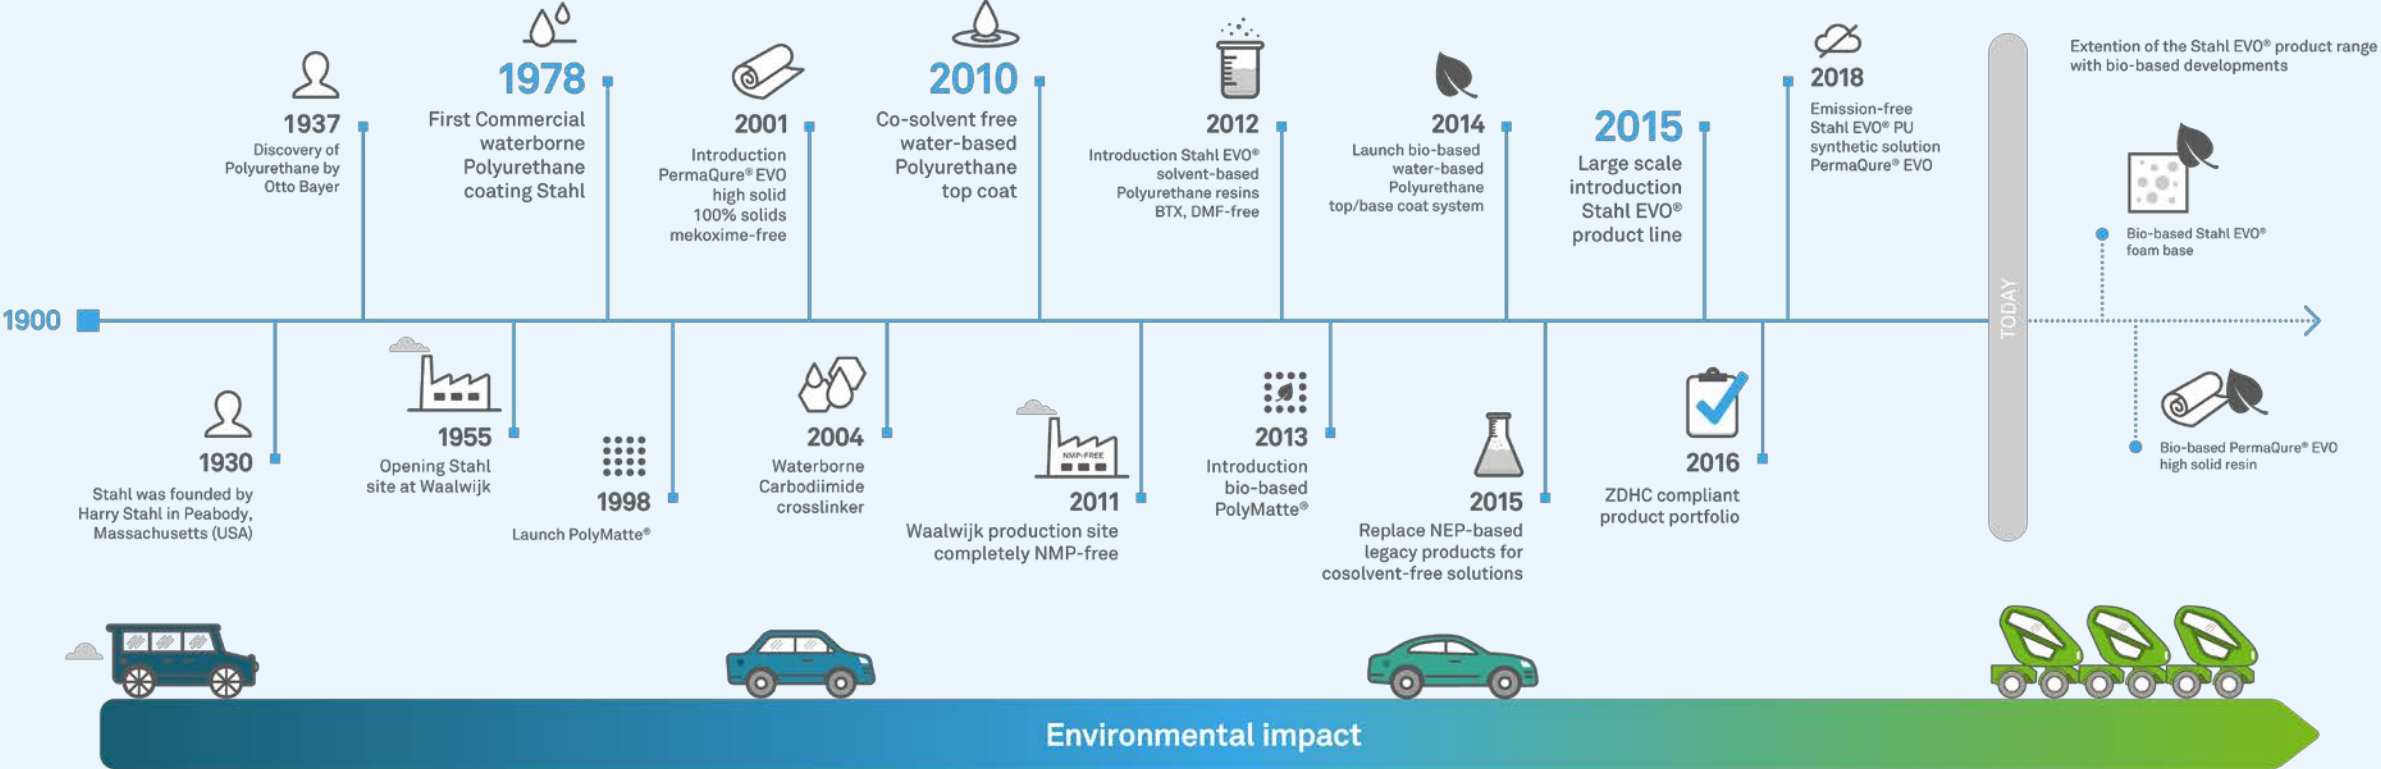 1900
1930
Stahl was founded by
Harry Stahl in Peabody,
Massachusetts (USA)
1937
Discovery of
Polyurethane by
Otto Bayer
1955
Opening Stahl
site at Waalwijk
1978
First Commercial
waterborne
Polyurethane
coating Stahl
1998
Launch PolyMatte®
2001
Introduction
PermaQure® EVO
high solid
100% solids
mekoxime-free
2004
Waterborne
Carbodiimide
crosslinker
2010
Co-solvent free
water-based
Polyurethane
top coat
NMP-FREE
2011
Waalwijk production site
completely NMP-free
2012
Introduction Stahl EVO®
solvent-based
Polyurethane resins
BTX, DMF-free
2013
Introduction
bio-based
PolyMatte®
2014
Launch bio-based
water-based
Polyurethane
top/base coat system
2015
Replace NEP-based
legacy products for
cosolvent-free solutions
2015
Large scale
introduction
Stahl EVO®
product line
2016
ZDHC compliant
product portfolio
2018
Emission-free
Stahl EVO® PU
synthetic solution
PermaQure® EVO
TODAY
Extention of the Stahl EVO® product range
with bio-based developments
Bio-based Stahl EVO®
foam base
Bio-based PermaQure® EVO
high solid resin
Environmental impact